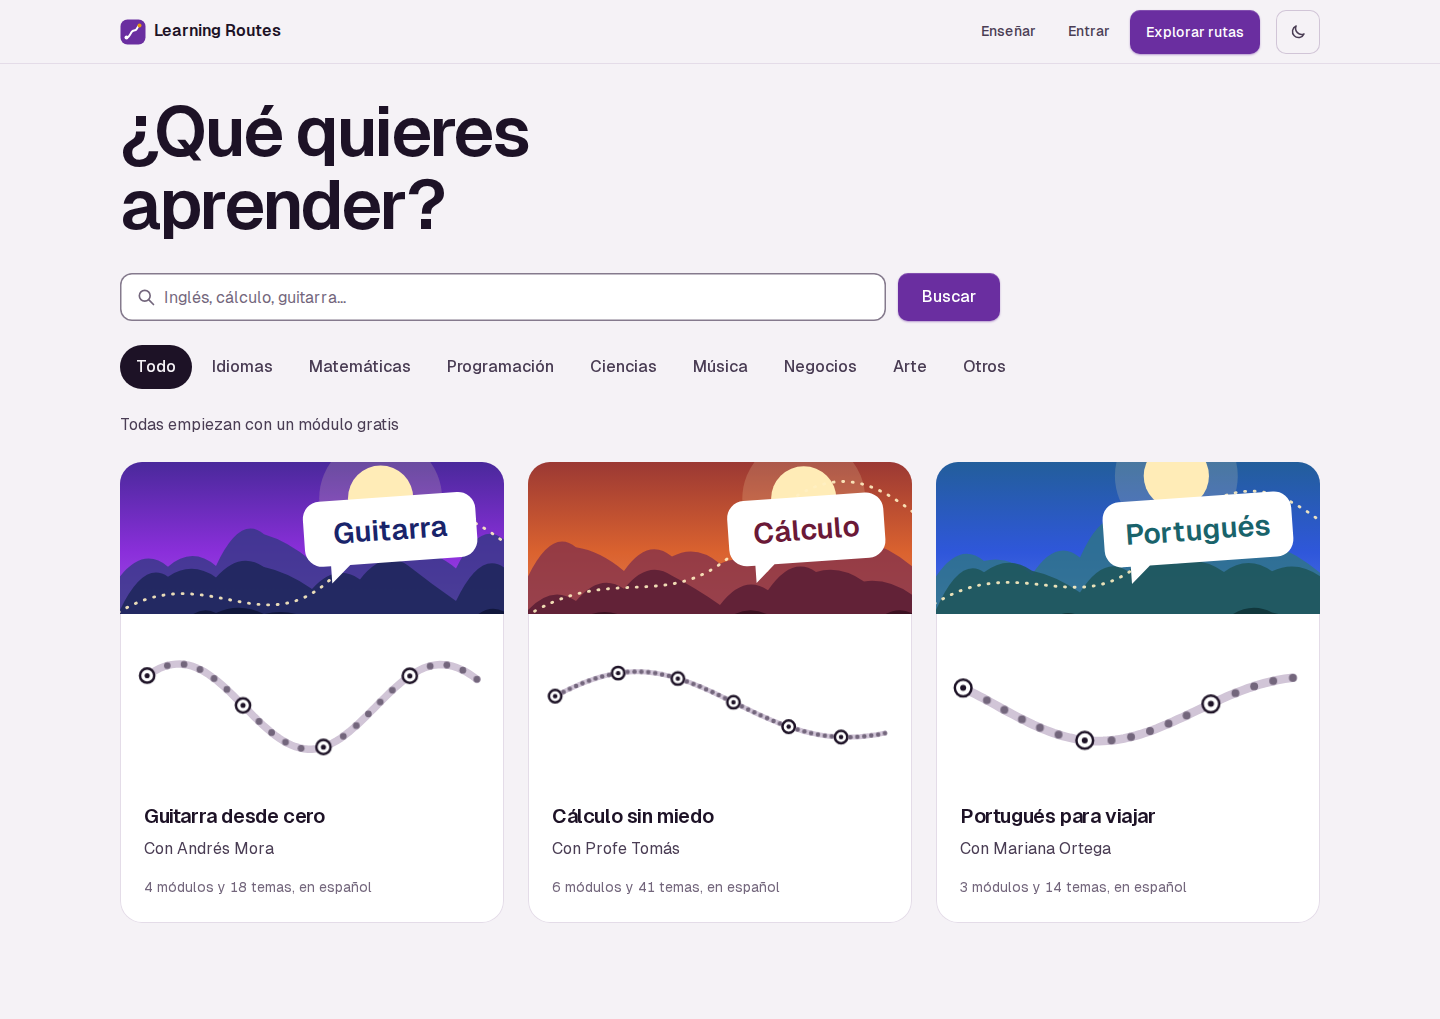 Learning Routes
Enseñar
Entrar
Explorar rutas
¿Qué quieres
aprender?
Inglés, cálculo, guitarra...
Buscar
Todo
Idiomas
Matemáticas
Programación
Ciencias
Música
Negocios
Arte
Otros
Todas empiezan con un módulo gratis
Guitarra
Guitarra desde cero
Con Andrés Mora
4 módulos y 18 temas, en español
Cálculo
Cálculo sin miedo
Con Profe Tomás
6 módulos y 41 temas, en español
Portugués
Portugués para viajar
Con Mariana Ortega
3 módulos y 14 temas, en español